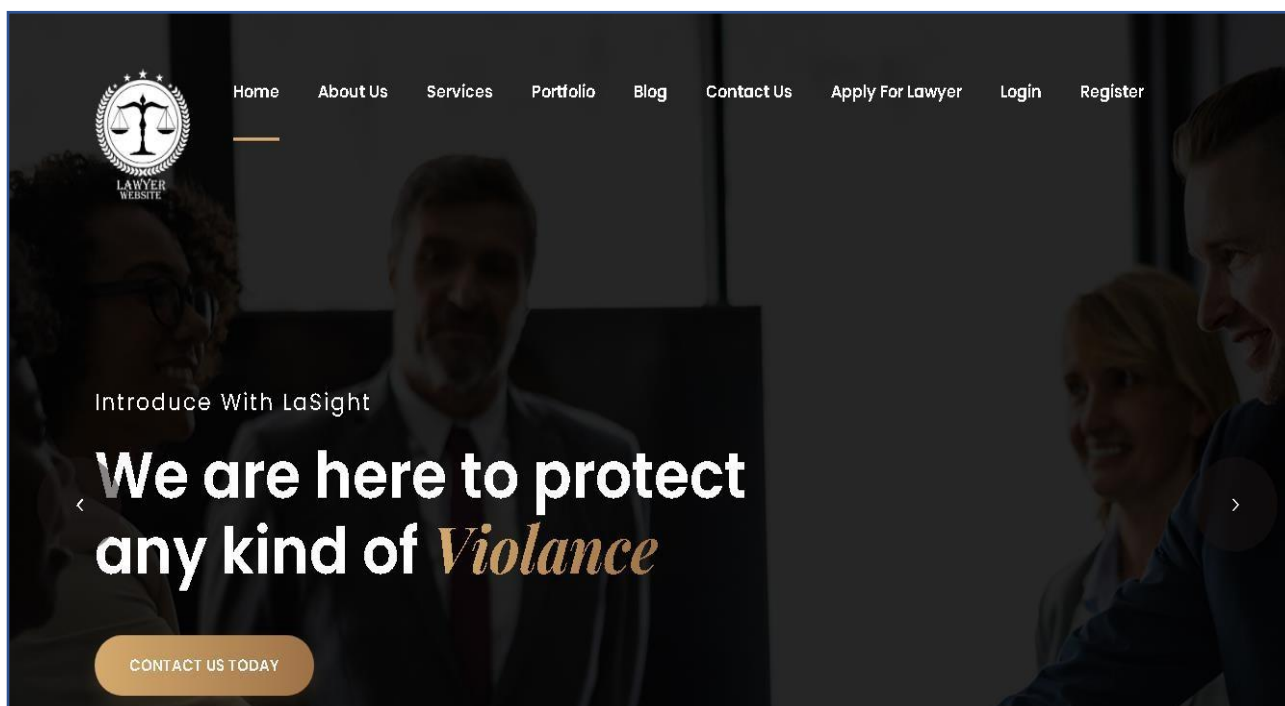 Home About Us Services Portfolio Blog Contact Us Apply For Lawyer Login Register
LAWYER
WEBSITE
Introduce With LaSight
We are here to protect
any kind of Violance
CONTACT US TODAY